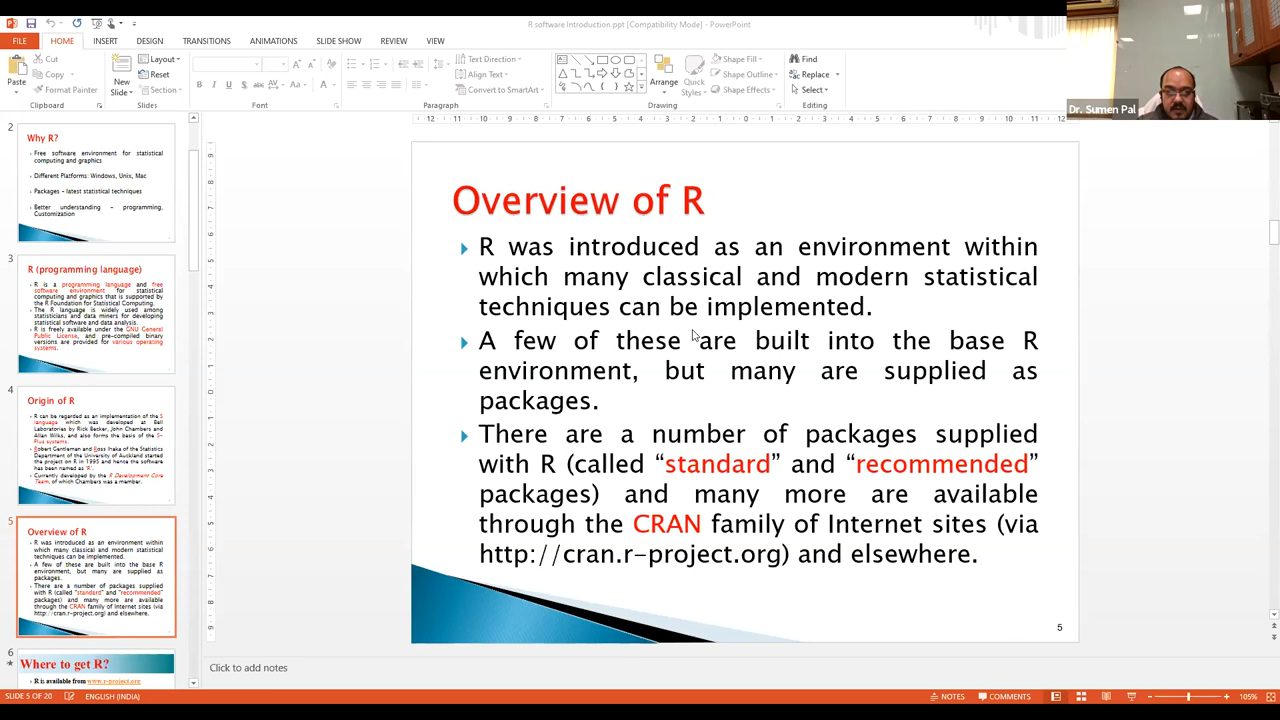 R software Introduction.ppt [Compatibility Mode] - PowerPoint
FILE HOME INSERT DESIGN TRANSITIONS ANIMATIONS SLIDE SHOW REVIEW VIEW
Paste
Cut
Copy
Format Painter
Clipboard
New Slide
Layout
Reset
Section
Slides
Font
Text Direction
Align Text
Convert to SmartArt
Paragraph
Arrange
Quick Styles
Shape Fill
Shape Outline
Shape Effects
Drawing
Find
Replace
Select
Editing
Dr. Sumen Pal
2
Why R?
Free software environment for statistical
computing and graphics
Different Platforms: Windows, Unix, Mac
Packages – latest statistical techniques
Better understanding – programming,
Customization
3
R (programming language)
R is a programming language and free
software environment for statistical
computing and graphics that is supported by
the R Foundation for Statistical Computing.
The R language is widely used among
statisticians and data miners for developing
statistical software and data analysis.
R is freely available under the GNU General
Public License, and pre-compiled binary
versions are provided for various operating
systems.
4
Origin of R
R can be regarded as an implementation of the S
language which was developed at Bell
Laboratories by Rick Becker, John Chambers and
Allan Wilks, and also forms the basis of the S-
Plus systems.
Robert Gentleman and Ross Ihaka of the Statistics
Department of the University of Auckland started
the project on R in 1995 and hence the software
has been named as 'R'.
Currently developed by the R Development Core
Team, of which Chambers was a member.
5
Overview of R
R was introduced as an environment within
which many classical and modern statistical
techniques can be implemented.
A few of these are built into the base R
environment, but many are supplied as
packages.
There are a number of packages supplied
with R (called “standard” and “recommended”
packages) and many more are available
through the CRAN family of Internet sites (via
http://cran.r-project.org) and elsewhere.
6
Where to get R?
R is available from www.r-project.org
Overview of R
R was introduced as an environment within
which many classical and modern statistical
techniques can be implemented.
A few of these are built into the base R
environment, but many are supplied as
packages.
There are a number of packages supplied
with R (called “standard” and “recommended”
packages) and many more are available
through the CRAN family of Internet sites (via
http://cran.r-project.org) and elsewhere.
5
Click to add notes
SLIDE 5 OF 20 ENGLISH (INDIA) NOTES COMMENTS 105%